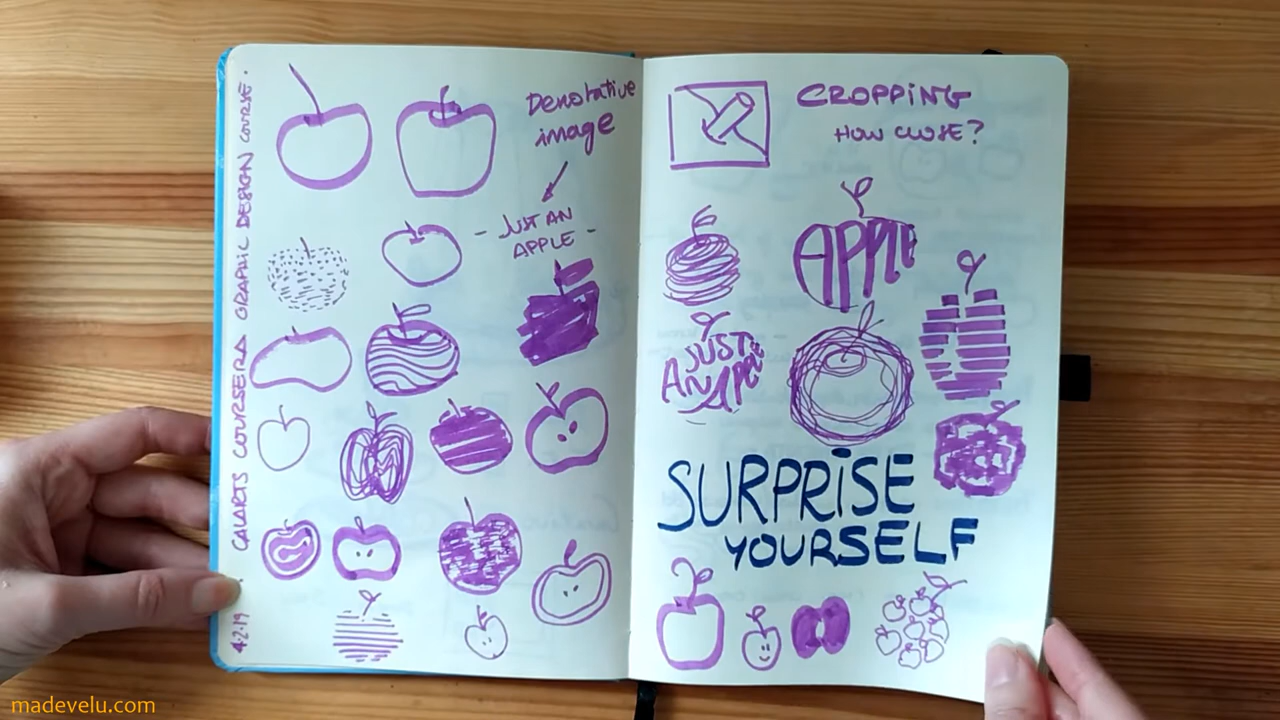 4.2.19. CALARTS COURSERA GRAPHIC DESIGN COURSE.
Denotative
image
- JUST AN
APPLE -
CROPPING
HOW CLOSE?
APPLE
JUST
AN APPLE
SURPRISE
YOURSELF
madevelu.com